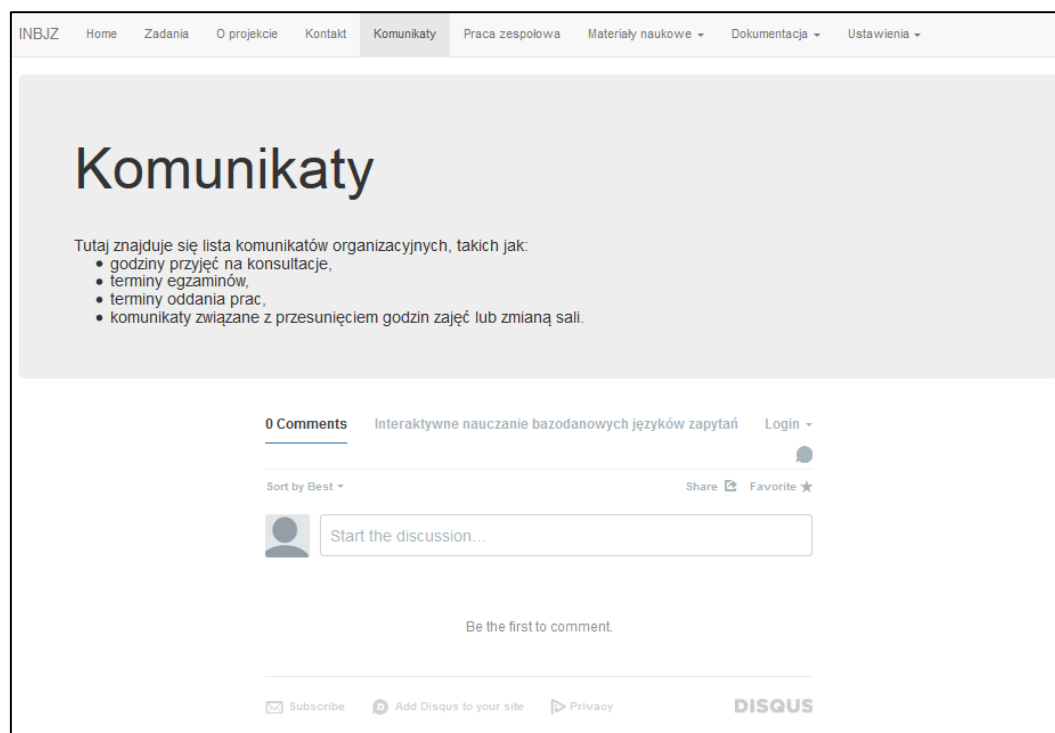 INBJZ Home Zadania O projekcie Kontakt Komunikaty Praca zespołowa Materiały naukowe Dokumentacja Ustawienia
Komunikaty
Tutaj znajduje się lista komunikatów organizacyjnych, takich jak:
godziny przyjęć na konsultacje,
terminy egzaminów,
terminy oddania prac,
komunikaty związane z przesunięciem godzin zajęć lub zmianą sali.
0 Comments Interaktywne nauczanie bazodanowych języków zapytań Login
Sort by Best Share Favorite
Start the discussion...
Be the first to comment.
Subscribe D Add Disqus to your site Privacy DISQUS